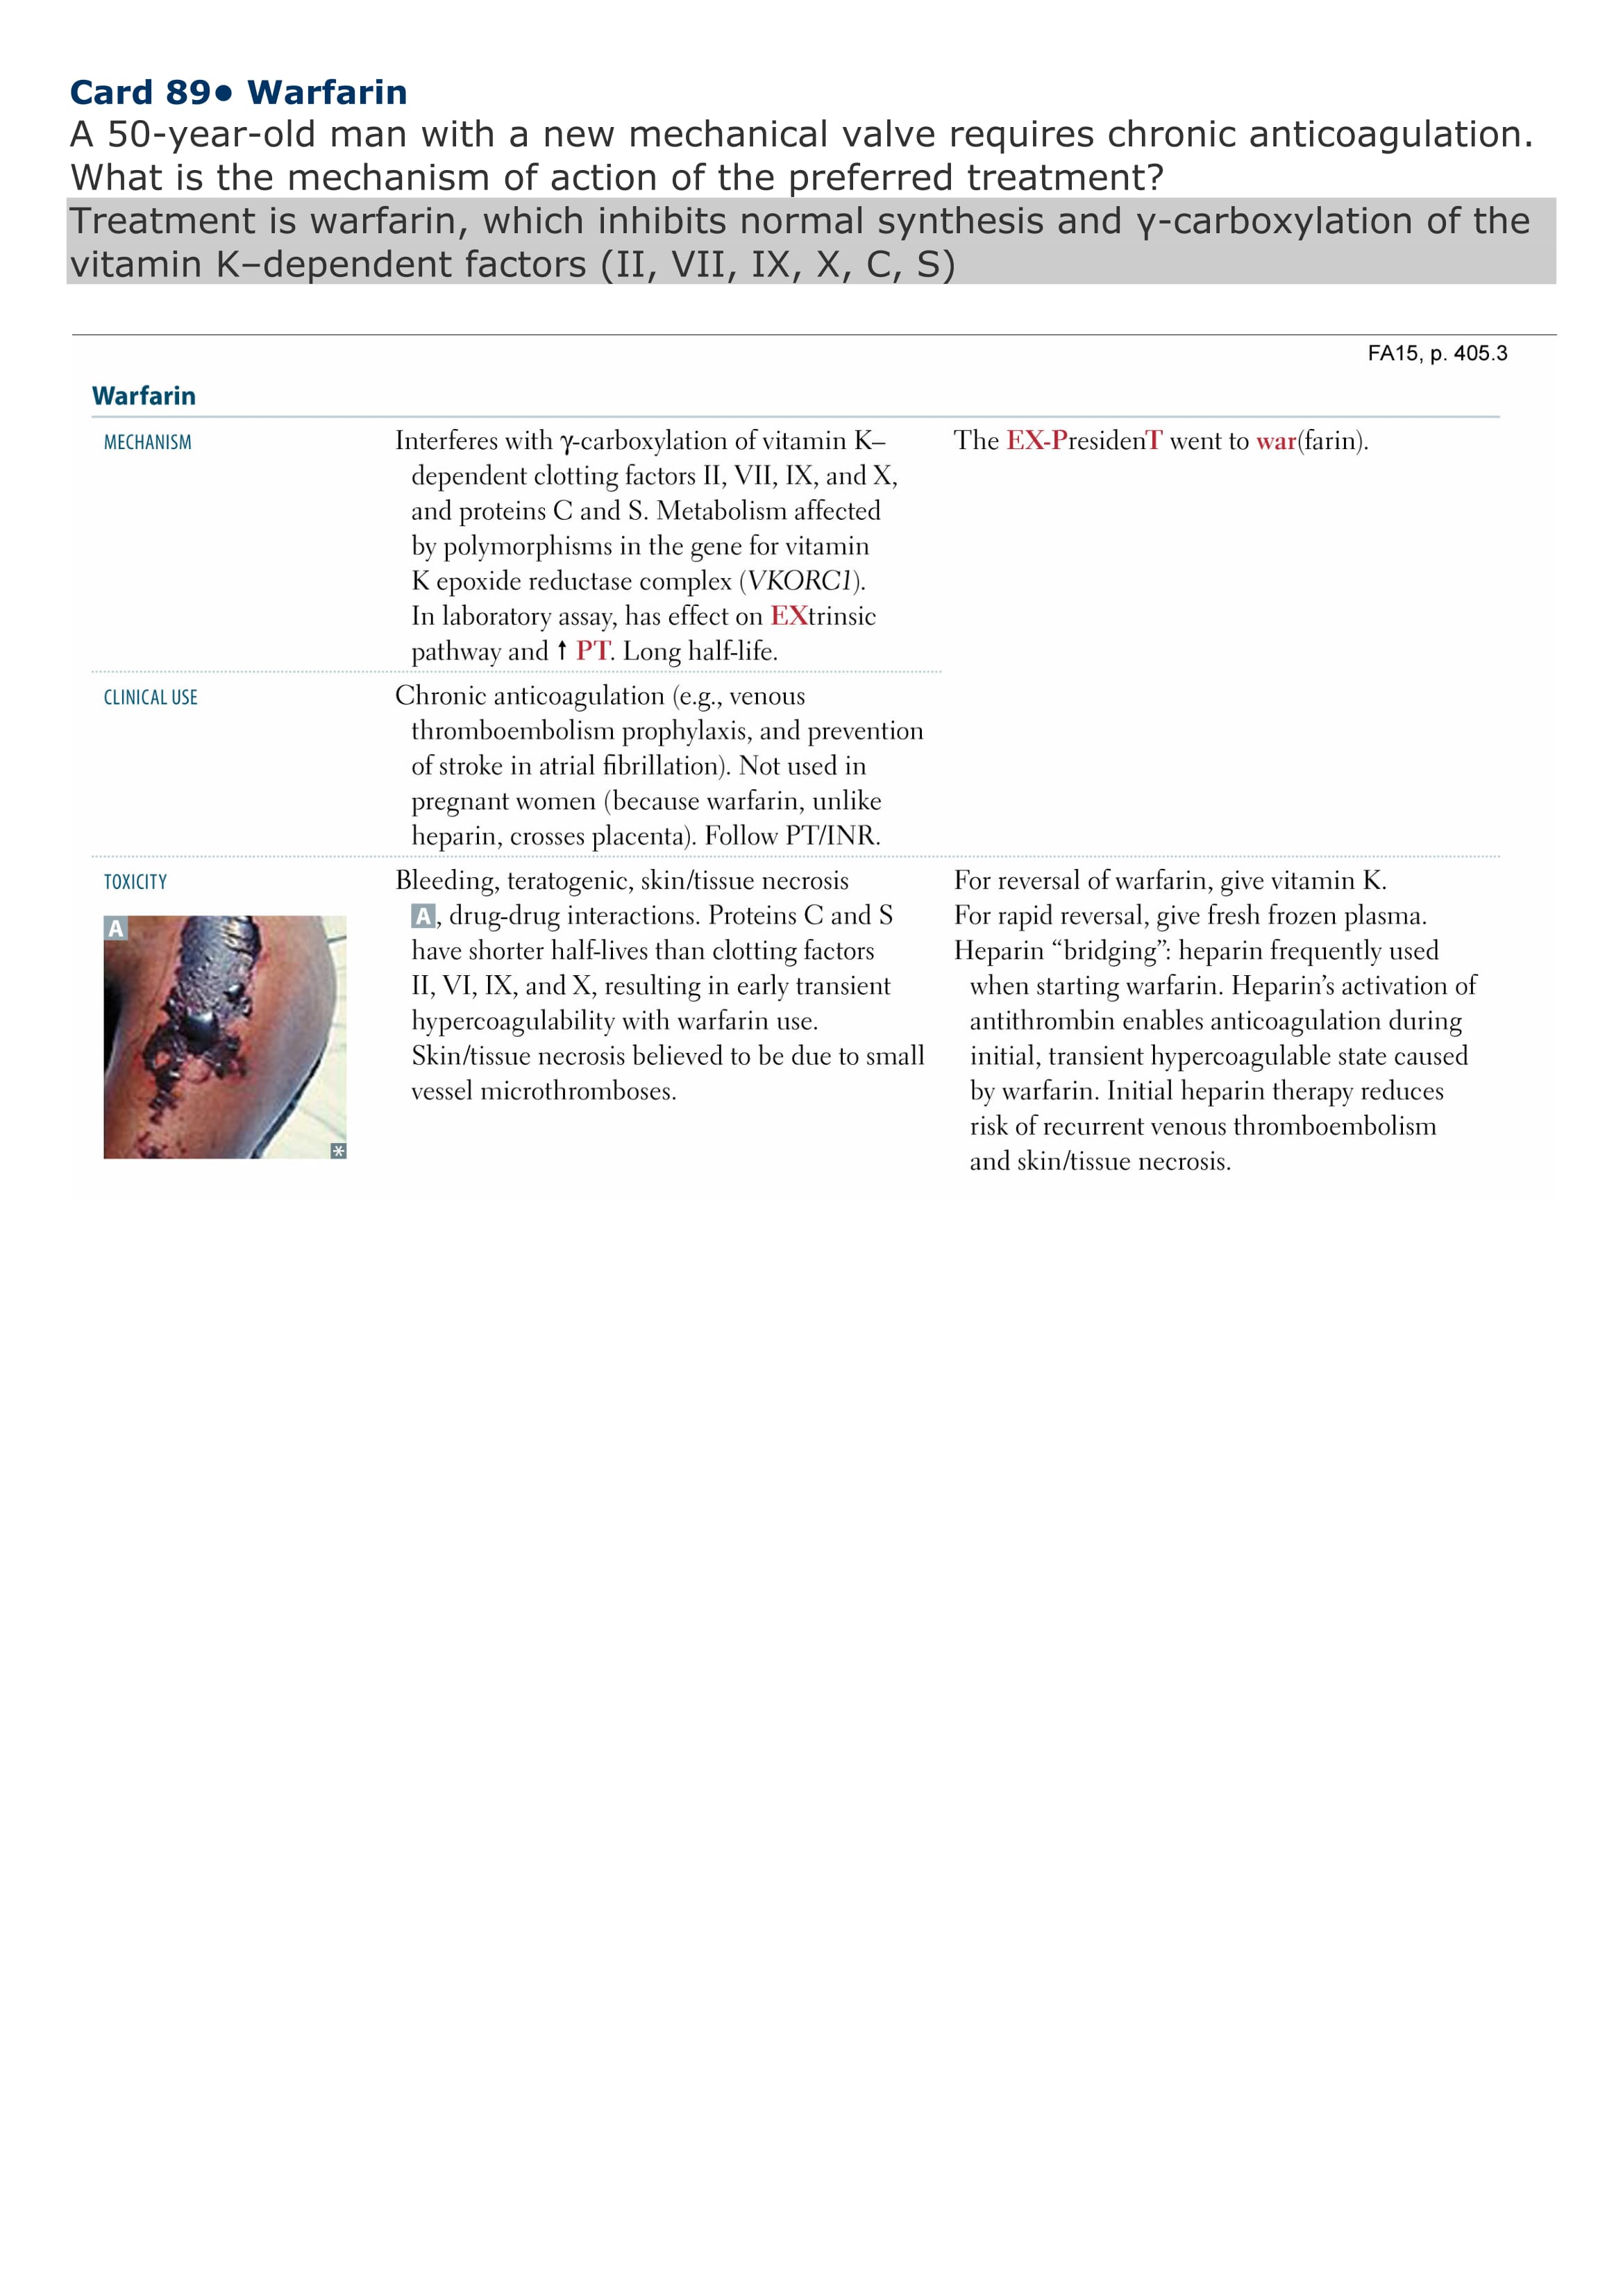 Card 89● Warfarin
A 50-year-old man with a new mechanical valve requires chronic anticoagulation.
What is the mechanism of action of the preferred treatment?
Treatment is warfarin, which inhibits normal synthesis and γ-carboxylation of the
vitamin K–dependent factors (II, VII, IX, X, C, S)
FA15, p. 405.3
Warfarin
MECHANISM
Interferes with γ-carboxylation of vitamin K–
dependent clotting factors II, VII, IX, and X,
and proteins C and S. Metabolism affected
by polymorphisms in the gene for vitamin
K epoxide reductase complex (VKORC1).
In laboratory assay, has effect on EXtrinsic
pathway and ↑ PT. Long half-life.
The EX-PresidenT went to war(farin).
CLINICAL USE
Chronic anticoagulation (e.g., venous
thromboembolism prophylaxis, and prevention
of stroke in atrial fibrillation). Not used in
pregnant women (because warfarin, unlike
heparin, crosses placenta). Follow PT/INR.
TOXICITY
A
*
Bleeding, teratogenic, skin/tissue necrosis
A, drug-drug interactions. Proteins C and S
have shorter half-lives than clotting factors
II, VI, IX, and X, resulting in early transient
hypercoagulability with warfarin use.
Skin/tissue necrosis believed to be due to small
vessel microthromboses.
For reversal of warfarin, give vitamin K.
For rapid reversal, give fresh frozen plasma.
Heparin “bridging”: heparin frequently used
when starting warfarin. Heparin’s activation of
antithrombin enables anticoagulation during
initial, transient hypercoagulable state caused
by warfarin. Initial heparin therapy reduces
risk of recurrent venous thromboembolism
and skin/tissue necrosis.